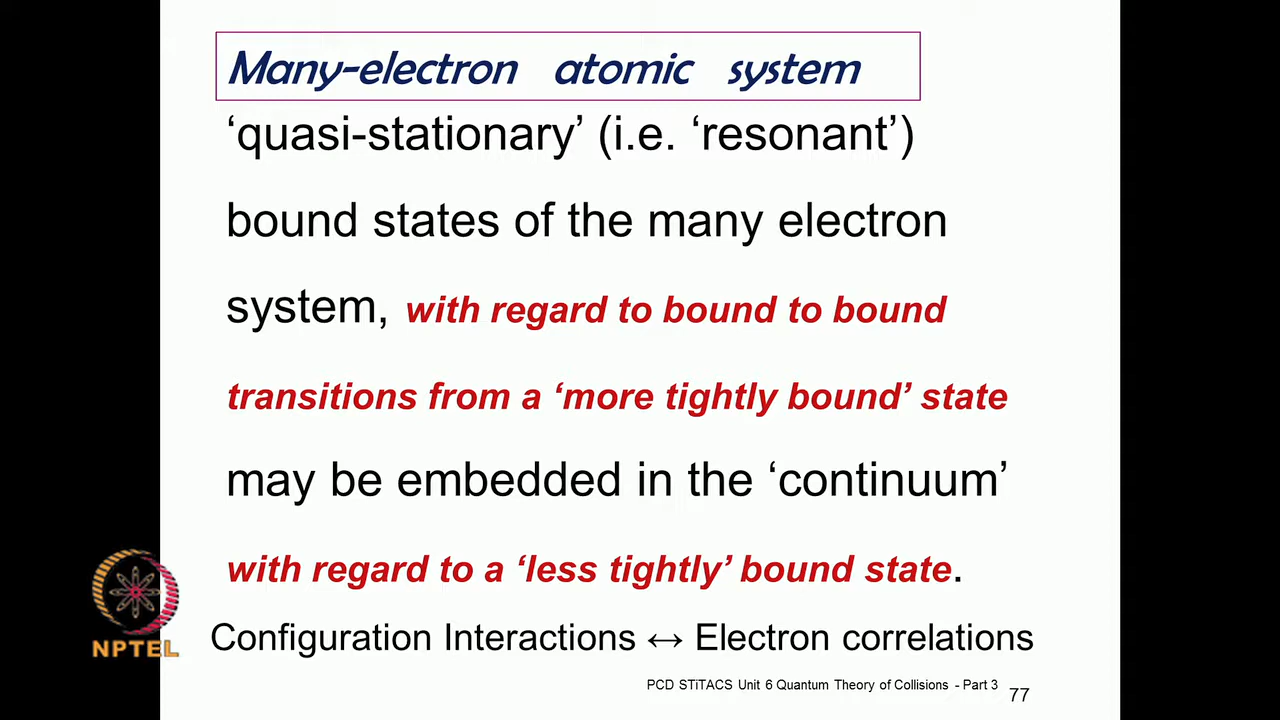 Many-electron atomic system
‘quasi-stationary’ (i.e. ‘resonant’)
bound states of the many electron
system, with regard to bound to bound
transitions from a ‘more tightly bound’ state
may be embedded in the ‘continuum’
with regard to a ‘less tightly’ bound state.
Configuration Interactions ↔ Electron correlations
NPTEL
PCD STiTACS Unit 6 Quantum Theory of Collisions - Part 3
77